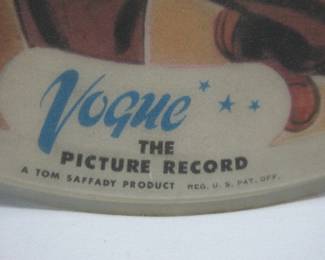 Vogue
THE
PICTURE RECORD
A TOM SAFFADY PRODUCT REG. U. S. PAT. OFF.